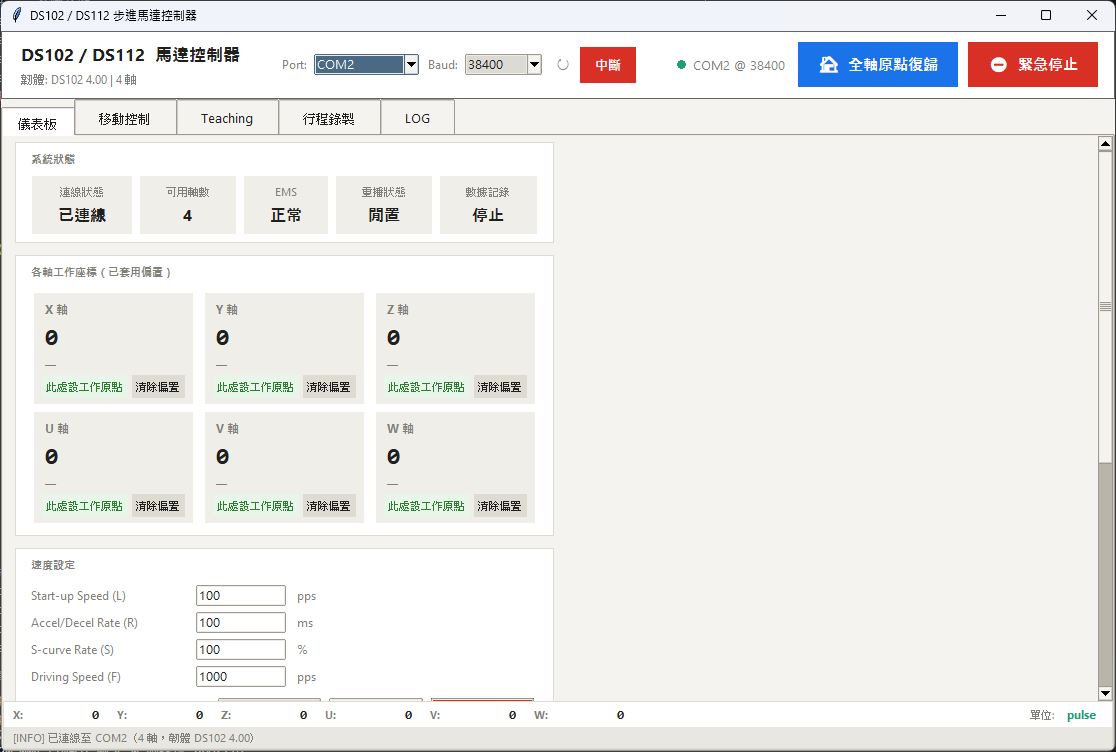 DS102 / DS112 步進馬達控制器
DS102 / DS112 馬達控制器
韌體: DS102 4.00 | 4 軸
Port: COM2 Baud: 38400 中斷
COM2 @ 38400
全軸原點復歸
緊急停止
儀表板 移動控制 Teaching 行程錄製 LOG
系統狀態
連線狀態 可用軸數 EMS 重播狀態 數據記錄
已連線 4 正常 閒置 停止
各軸工作座標 ( 已套用偏置 )
X 軸 Y 軸 Z 軸
0 0 0
— — —
此處設工作原點 清除偏置 此處設工作原點 清除偏置 此處設工作原點 清除偏置
U 軸 V 軸 W 軸
0 0 0
— — —
此處設工作原點 清除偏置 此處設工作原點 清除偏置 此處設工作原點 清除偏置
速度設定
Start-up Speed (L) 100 pps
Accel/Decel Rate (R) 100 ms
S-curve Rate (S) 100 %
Driving Speed (F) 1000 pps
X: 0 Y: 0 Z: 0 U: 0 V: 0 W: 0 單位: pulse
[INFO] 已連線至 COM2（4 軸，韌體 DS102 4.00）